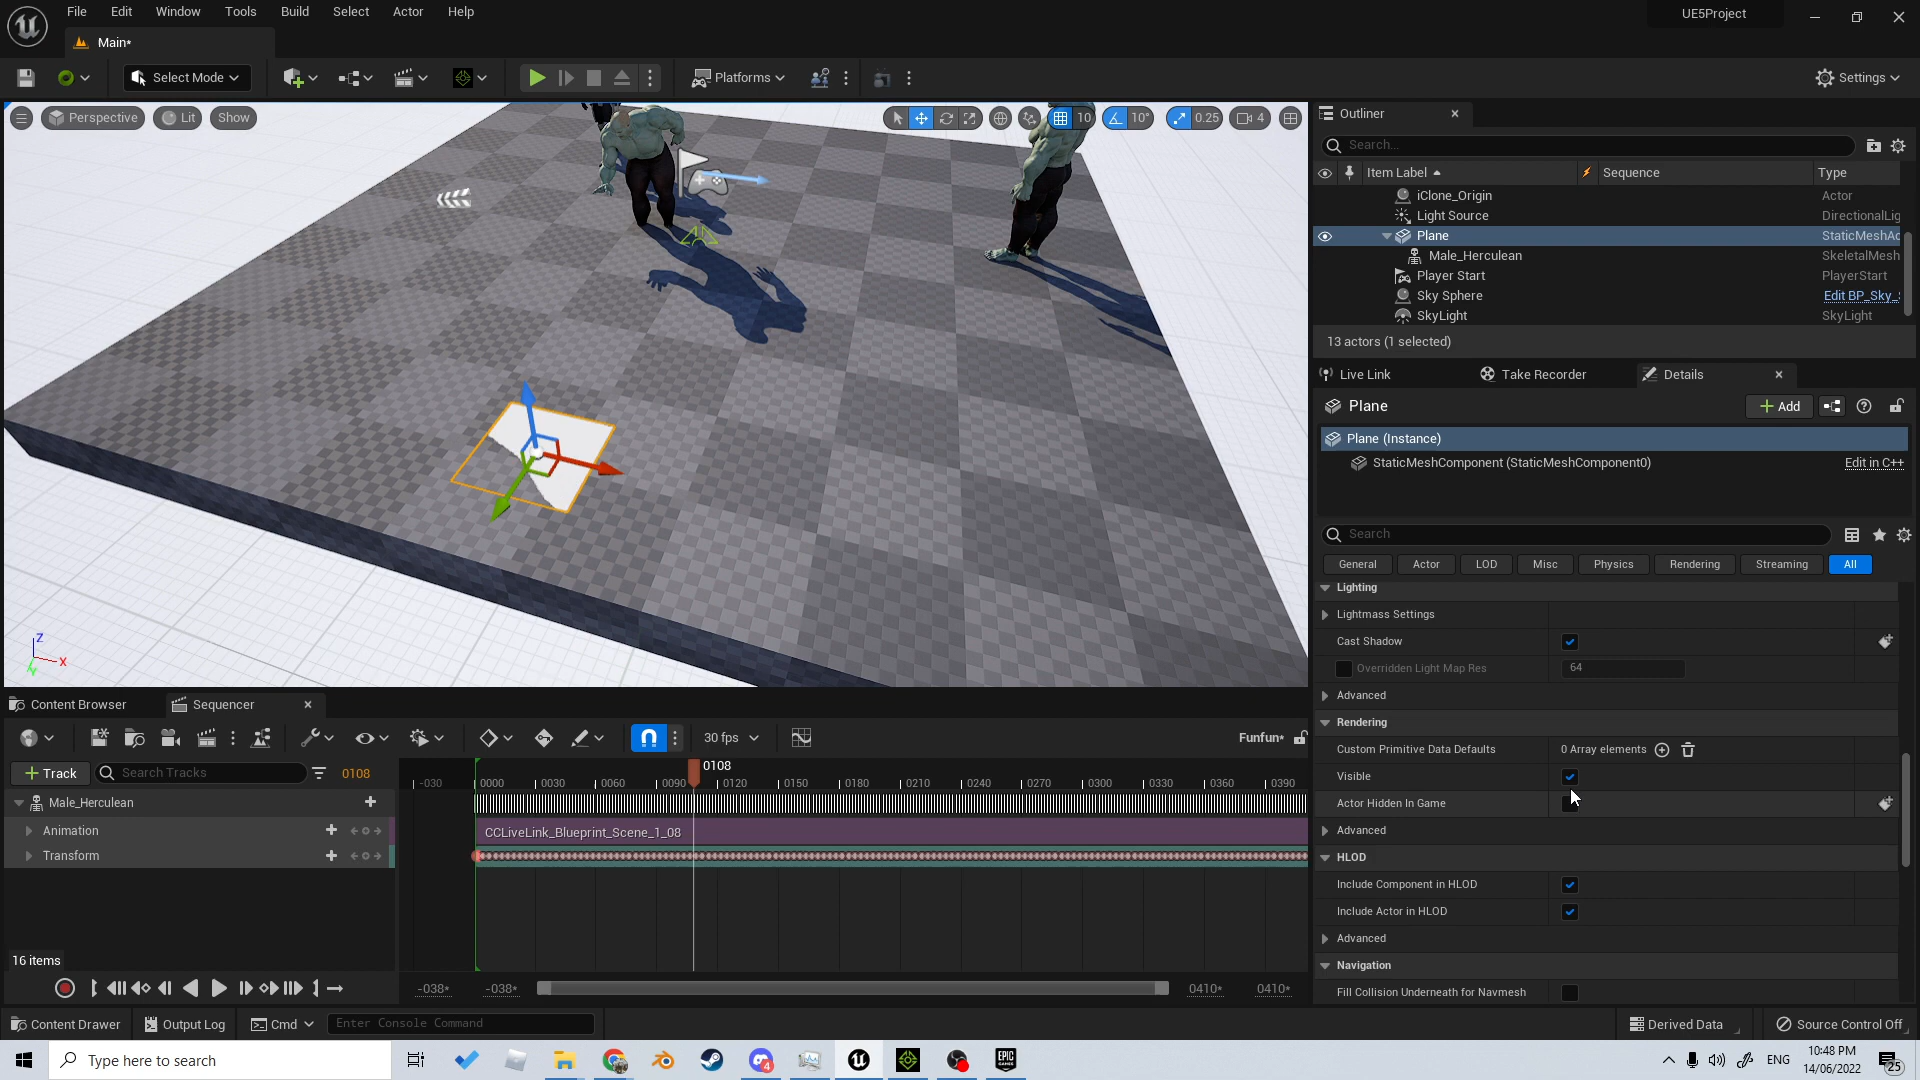 File Edit Window Tools Build Select Actor Help
UE5Project
Main*
Select Mode
Platforms
Settings
Perspective Lit Show
10 10° 0.25 4
Outliner
Search...
Item Label Sequence Type
iClone_Origin Actor
Light Source DirectionalLig
Plane StaticMeshAc
Male_Herculean SkeletalMesh
Player Start PlayerStart
Sky Sphere Edit BP_Sky_
SkyLight SkyLight
13 actors (1 selected)
Live Link Take Recorder Details
Plane
Add
Plane (Instance)
StaticMeshComponent (StaticMeshComponent0) Edit in C++
Search
General Actor LOD Misc Physics Rendering Streaming All
Lighting
Lightmass Settings
Cast Shadow
Overridden Light Map Res 64
Advanced
Rendering
Custom Primitive Data Defaults 0 Array elements
Visible
Actor Hidden In Game
Advanced
HLOD
Include Component in HLOD
Include Actor in HLOD
Advanced
Navigation
Fill Collision Underneath for Navmesh
Z
X
Y
Content Browser Sequencer
30 fps
Funfun*
Track Search Tracks 0108
0108
-030 0000 0030 0060 0090 0120 0150 0180 0210 0240 0270 0300 0330 0360 0390
Male_Herculean
Animation
CCLiveLink_Blueprint_Scene_1_08
Transform
16 items
-038* -038* 0410* 0410*
Content Drawer Output Log Cmd Enter Console Command
Derived Data Source Control Off
Type here to search
4
EPIC GAMES
ENG
10:48 PM
14/06/2022
25